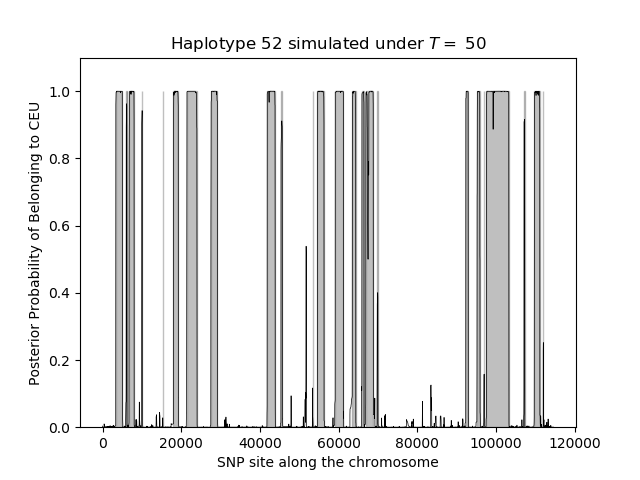 Haplotype 52 simulated under T = 50
Posterior Probability of Belonging to CEU
1.0
0.8
0.6
0.4
0.2
0.0
0 20000 40000 60000 80000 100000 120000
SNP site along the chromosome